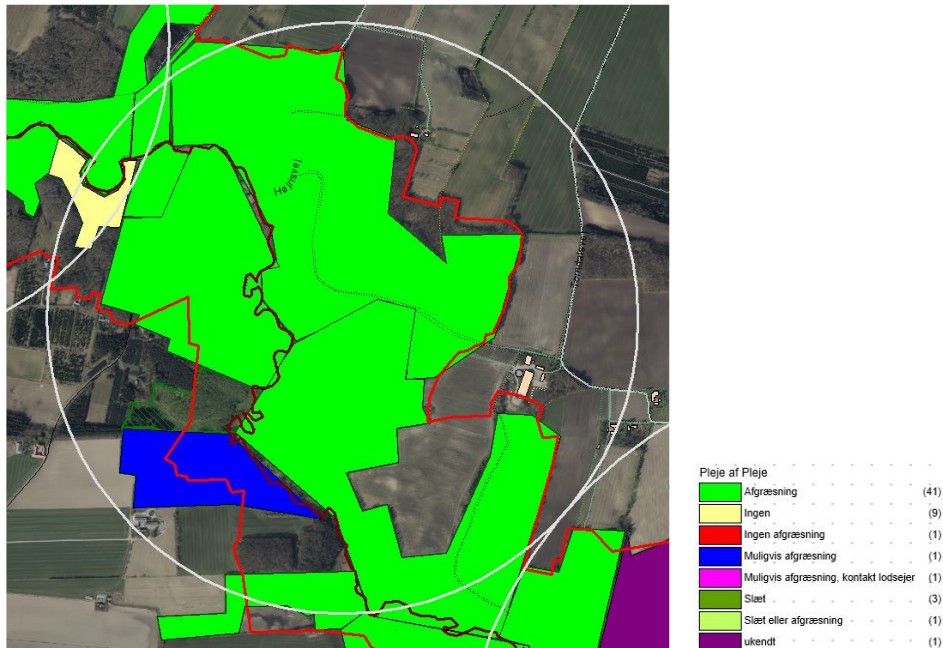 Højrisvej
Pleje af Pleje
Afgræsning (41)
Ingen (9)
Ingen afgræsning (1)
Muligvis afgræsning (1)
Muligvis afgræsning, kontakt lodsejer (1)
Slæt (3)
Slæt eller afgræsning (1)
ukendt (1)